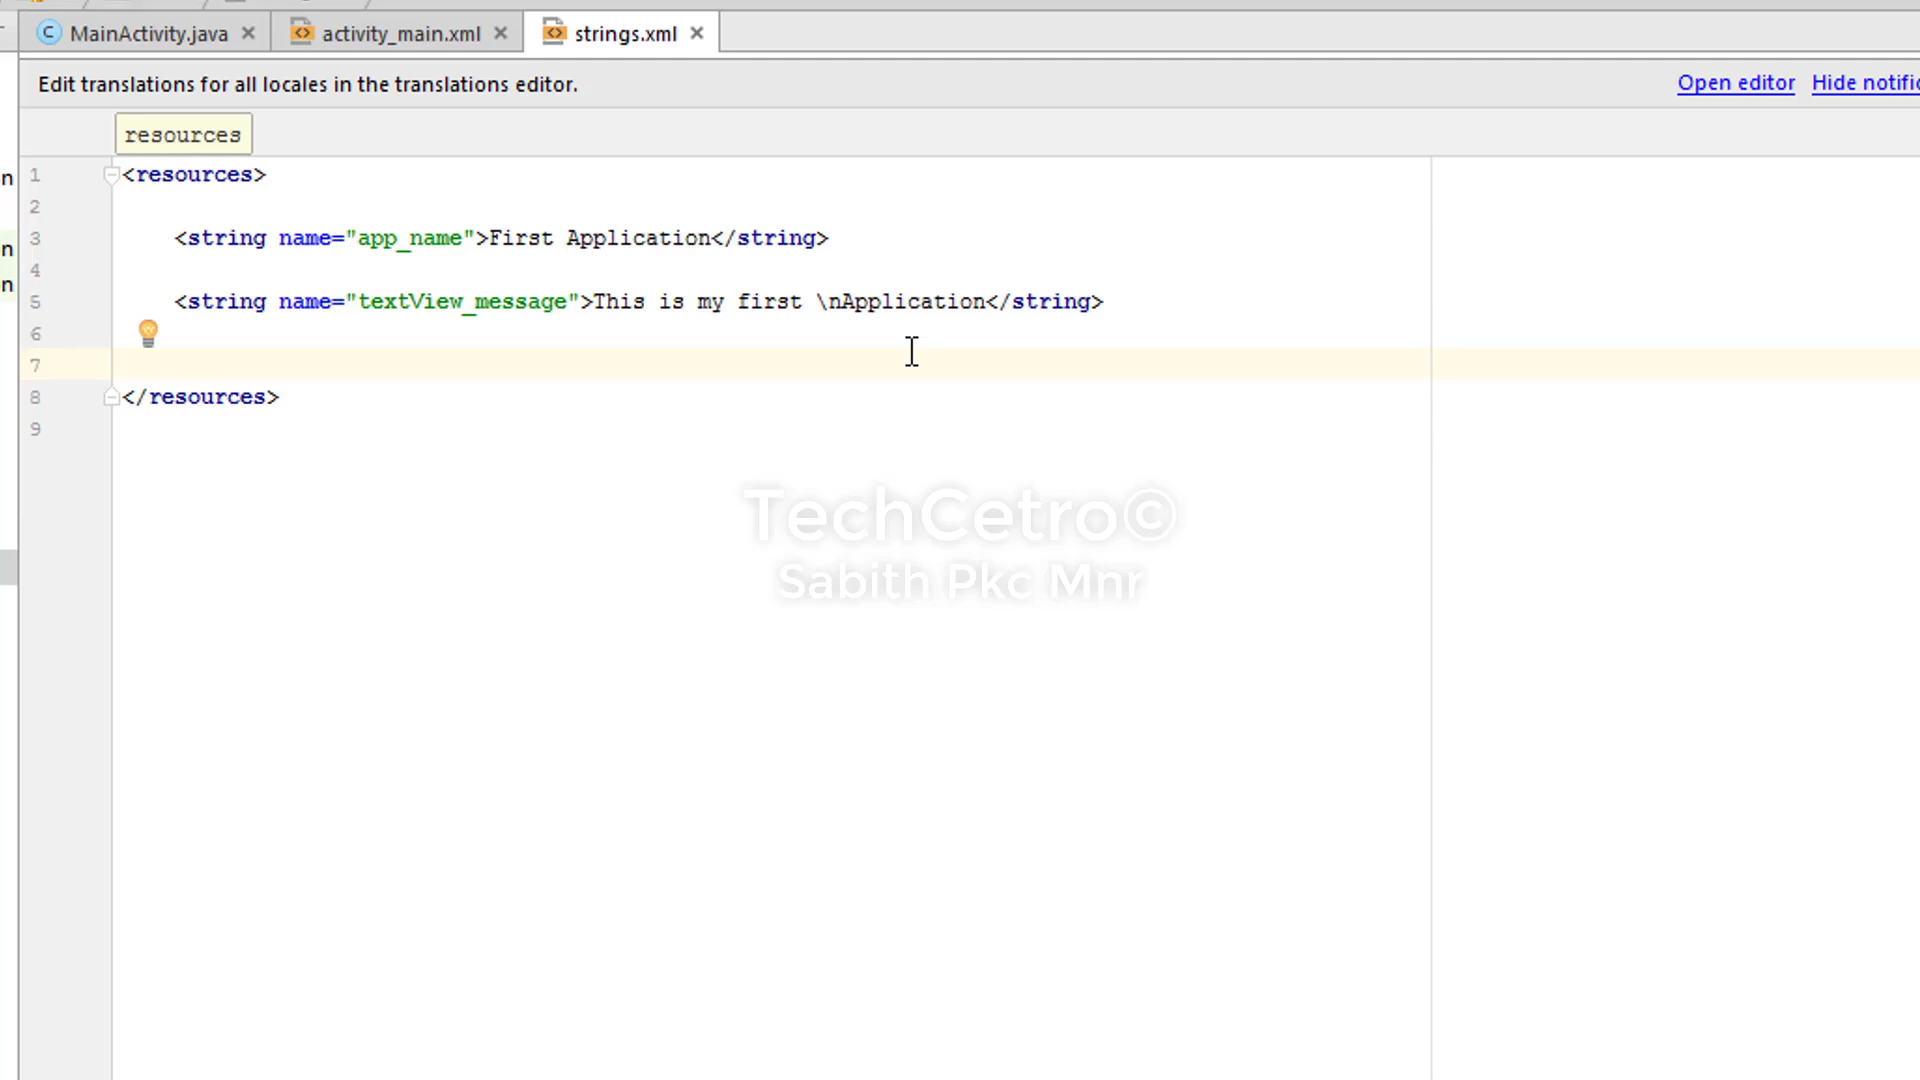 MainActivity.java
activity_main.xml
strings.xml
Edit translations for all locales in the translations editor.
Open editor
Hide notific
resources
1 <resources>
2
3 <string name="app_name">First Application</string>
4
5 <string name="textView_message">This is my first \nApplication</string>
6
7
8 </resources>
9
n
n
n
TechCetro©
Sabith Pkc Mnr